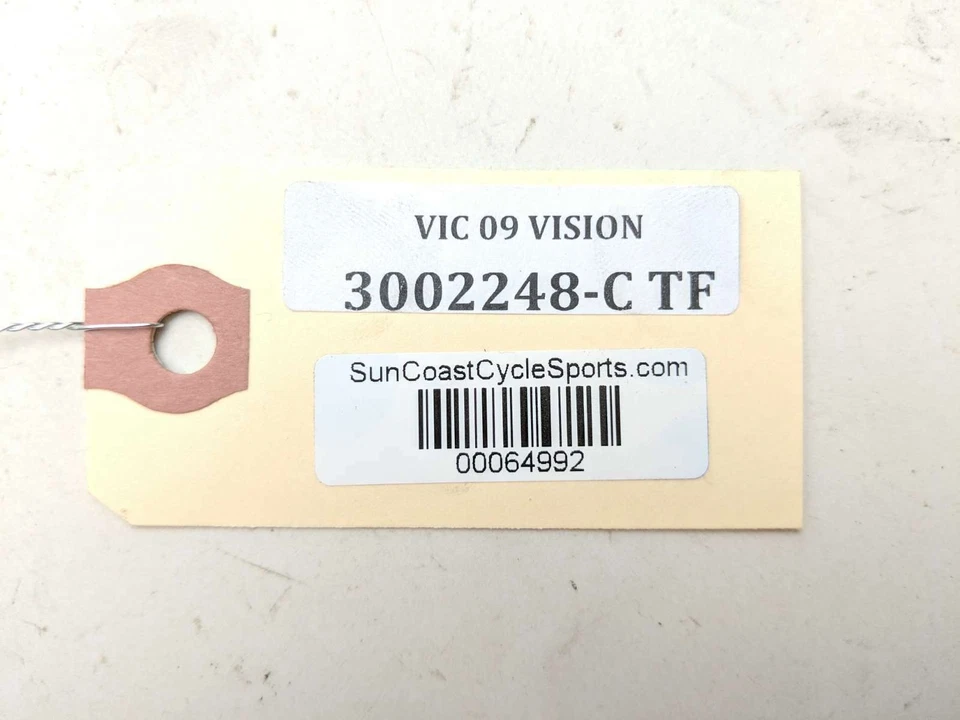 VIC 09 VISION
3002248-C TF
SunCoastCycleSports.com
00064992